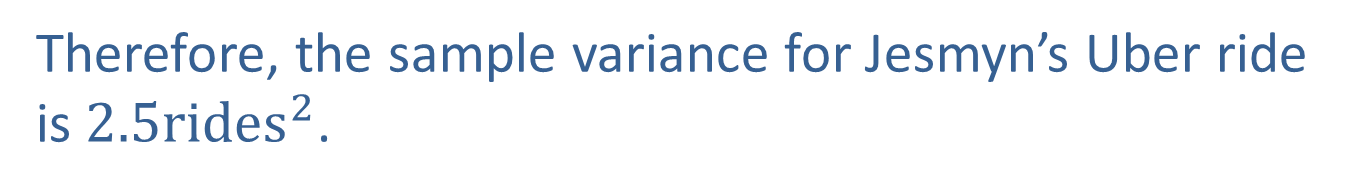 Therefore, the sample variance for Jesmyn’s Uber ride
is 2.5rides².